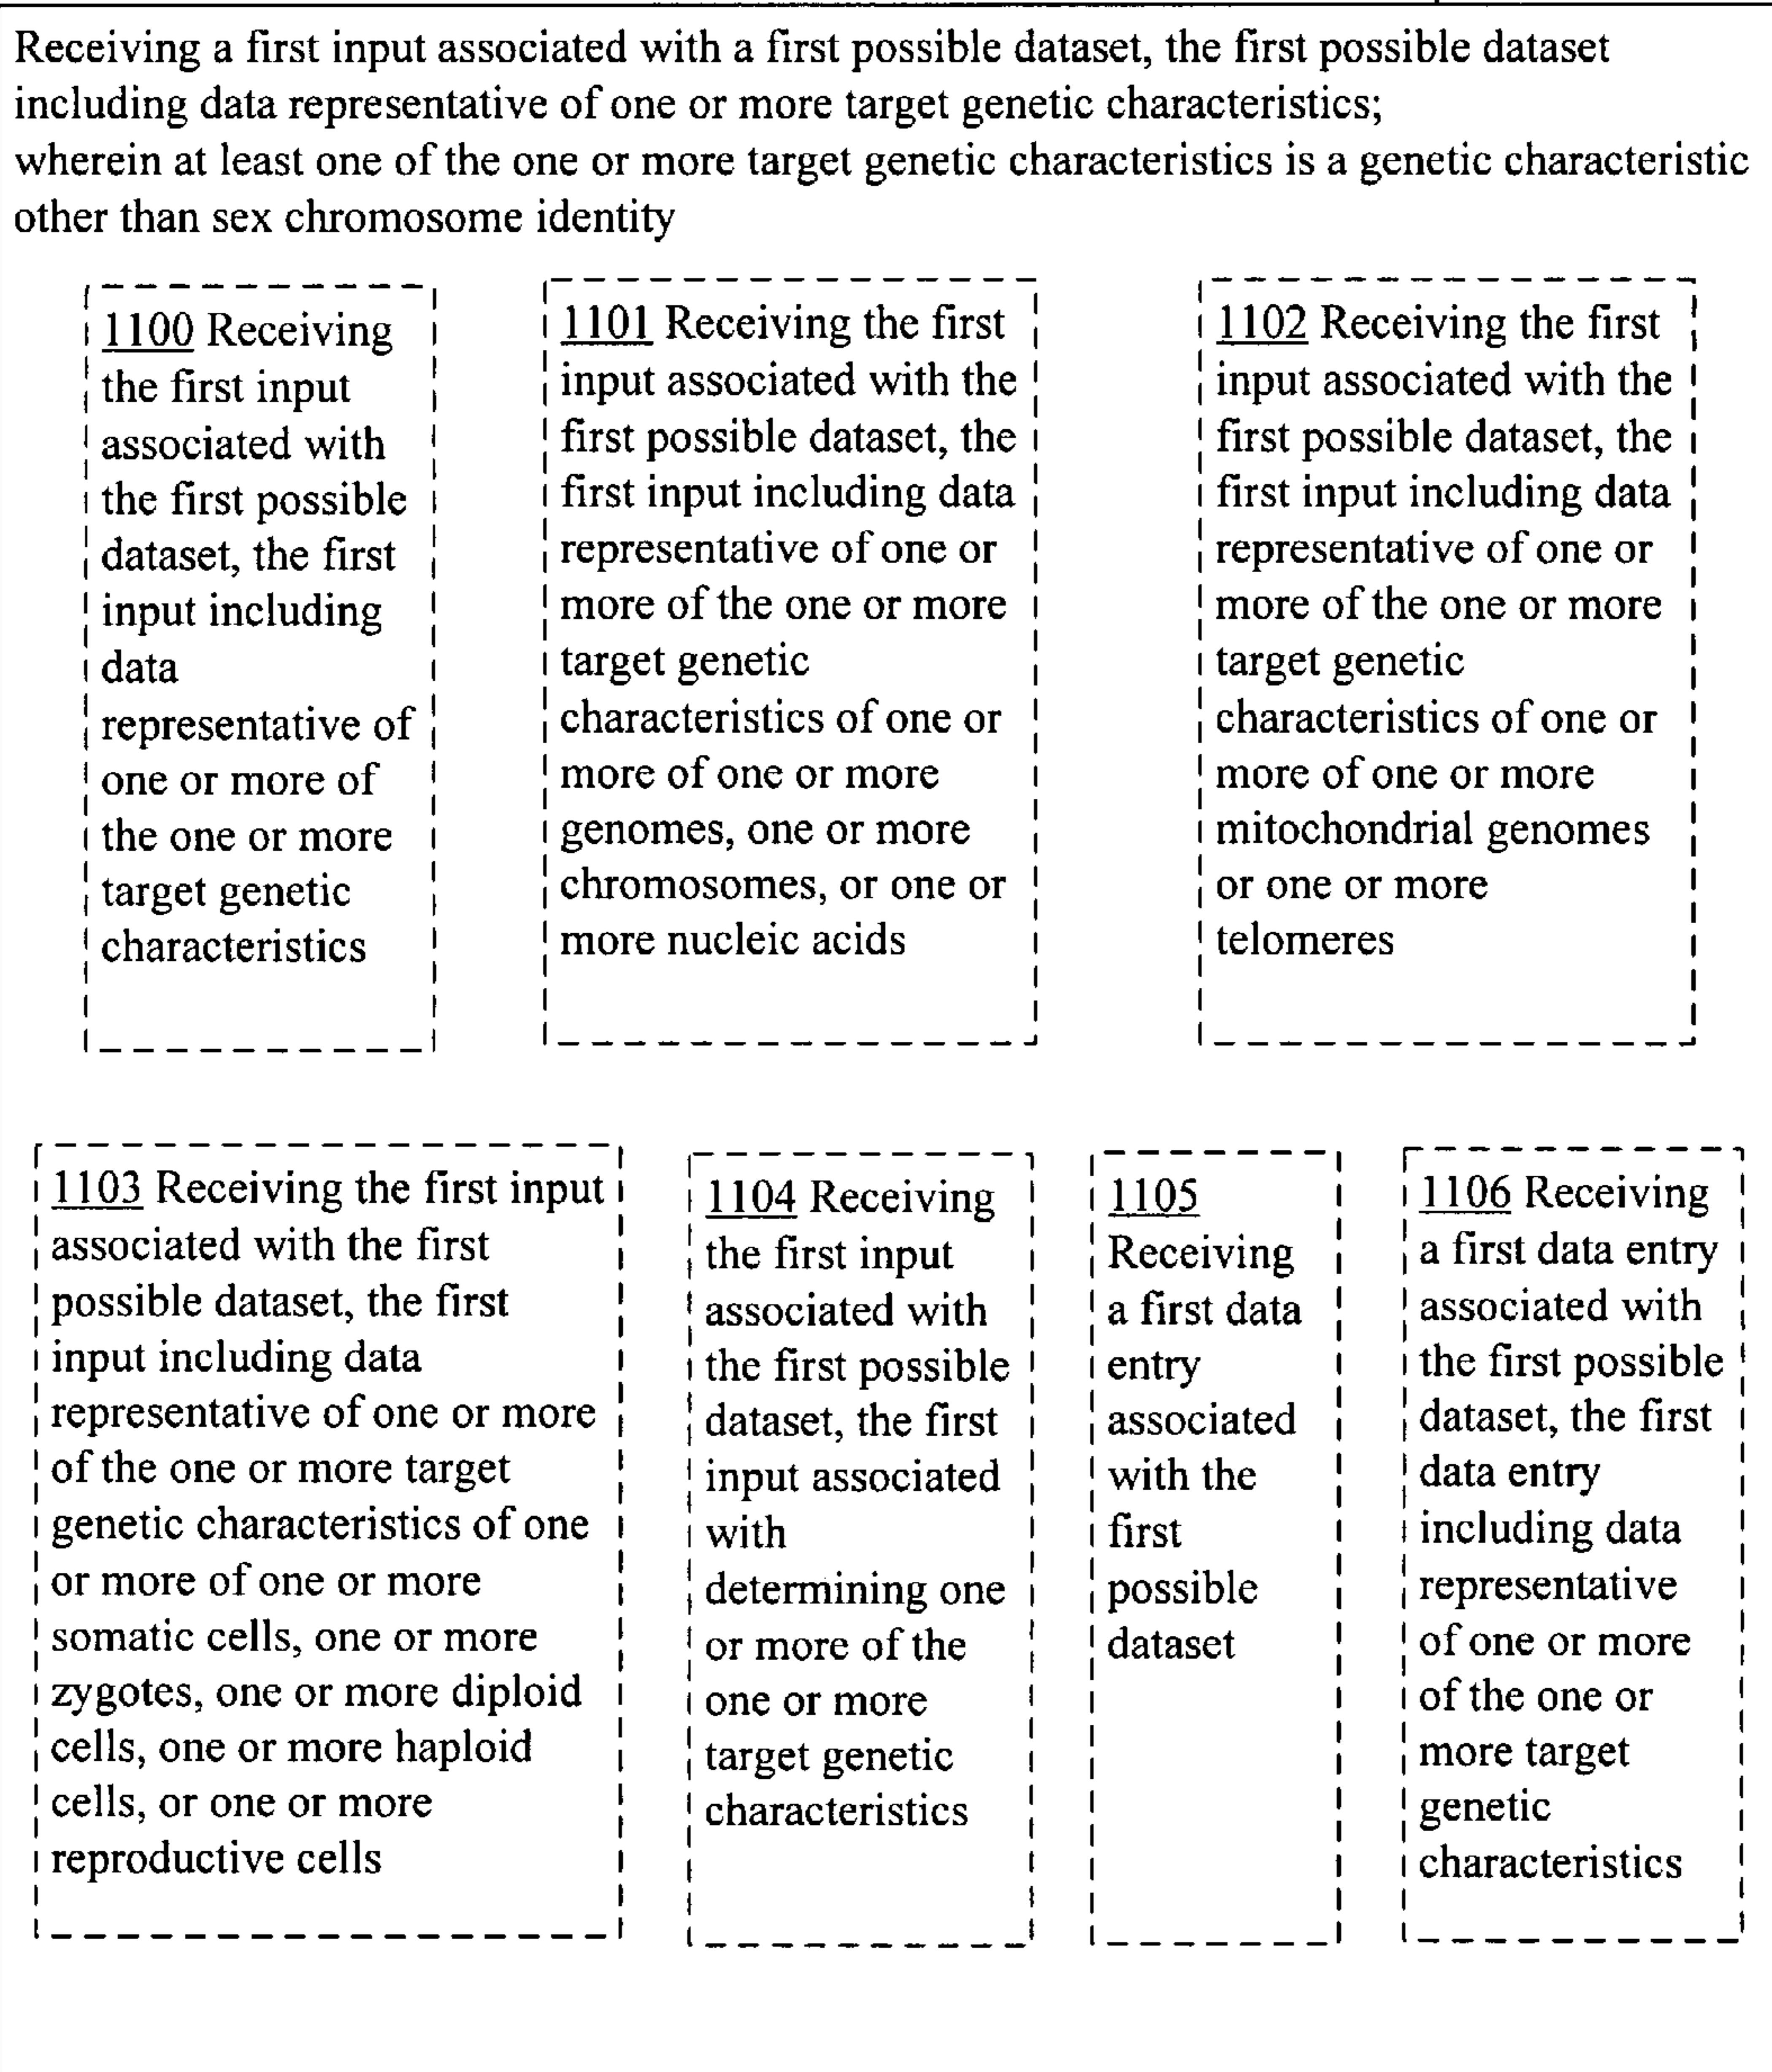 Receiving a first input associated with a first possible dataset, the first possible dataset
including data representative of one or more target genetic characteristics;
wherein at least one of the one or more target genetic characteristics is a genetic characteristic
other than sex chromosome identity
1100 Receiving
the first input
associated with
the first possible
dataset, the first
input including
data
representative of
one or more of
the one or more
target genetic
characteristics
1101 Receiving the first
input associated with the
first possible dataset, the
first input including data
representative of one or
more of the one or more
target genetic
characteristics of one or
more of one or more
genomes, one or more
chromosomes, or one or
more nucleic acids
1102 Receiving the first
input associated with the
first possible dataset, the
first input including data
representative of one or
more of the one or more
target genetic
characteristics of one or
more of one or more
mitochondrial genomes
or one or more
telomeres
1103 Receiving the first input
associated with the first
possible dataset, the first
input including data
representative of one or more
of the one or more target
genetic characteristics of one
or more of one or more
somatic cells, one or more
zygotes, one or more diploid
cells, one or more haploid
cells, or one or more
reproductive cells
1104 Receiving
the first input
associated with
the first possible
dataset, the first
input associated
with
determining one
or more of the
one or more
target genetic
characteristics
1105
Receiving
a first data
entry
associated
with the
first
possible
dataset
1106 Receiving
a first data entry
associated with
the first possible
dataset, the first
data entry
including data
representative
of one or more
of the one or
more target
genetic
characteristics